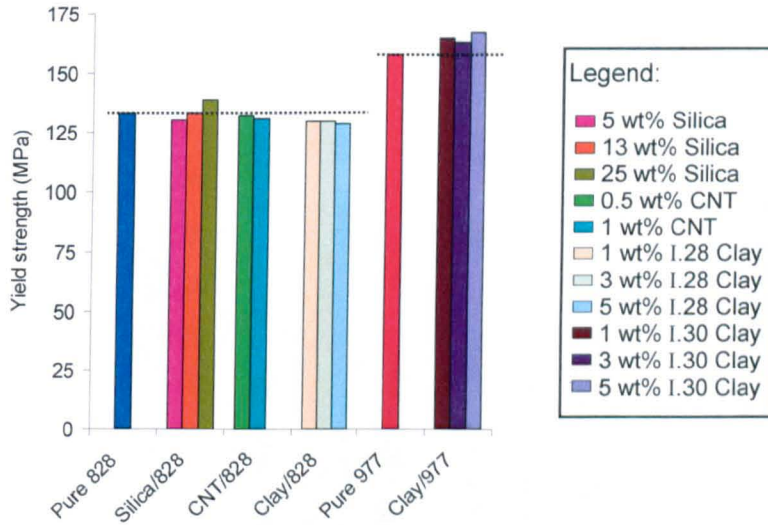 175
150
125
100
75
50
25
0
Yield strength (MPa)
Pure 828
Silica/828
CNT/828
Clay/828
Pure 977
Clay/977
Legend:
5 wt% Silica
13 wt% Silica
25 wt% Silica
0.5 wt% CNT
1 wt% CNT
1 wt% I.28 Clay
3 wt% I.28 Clay
5 wt% I.28 Clay
1 wt% I.30 Clay
3 wt% I.30 Clay
5 wt% I.30 Clay